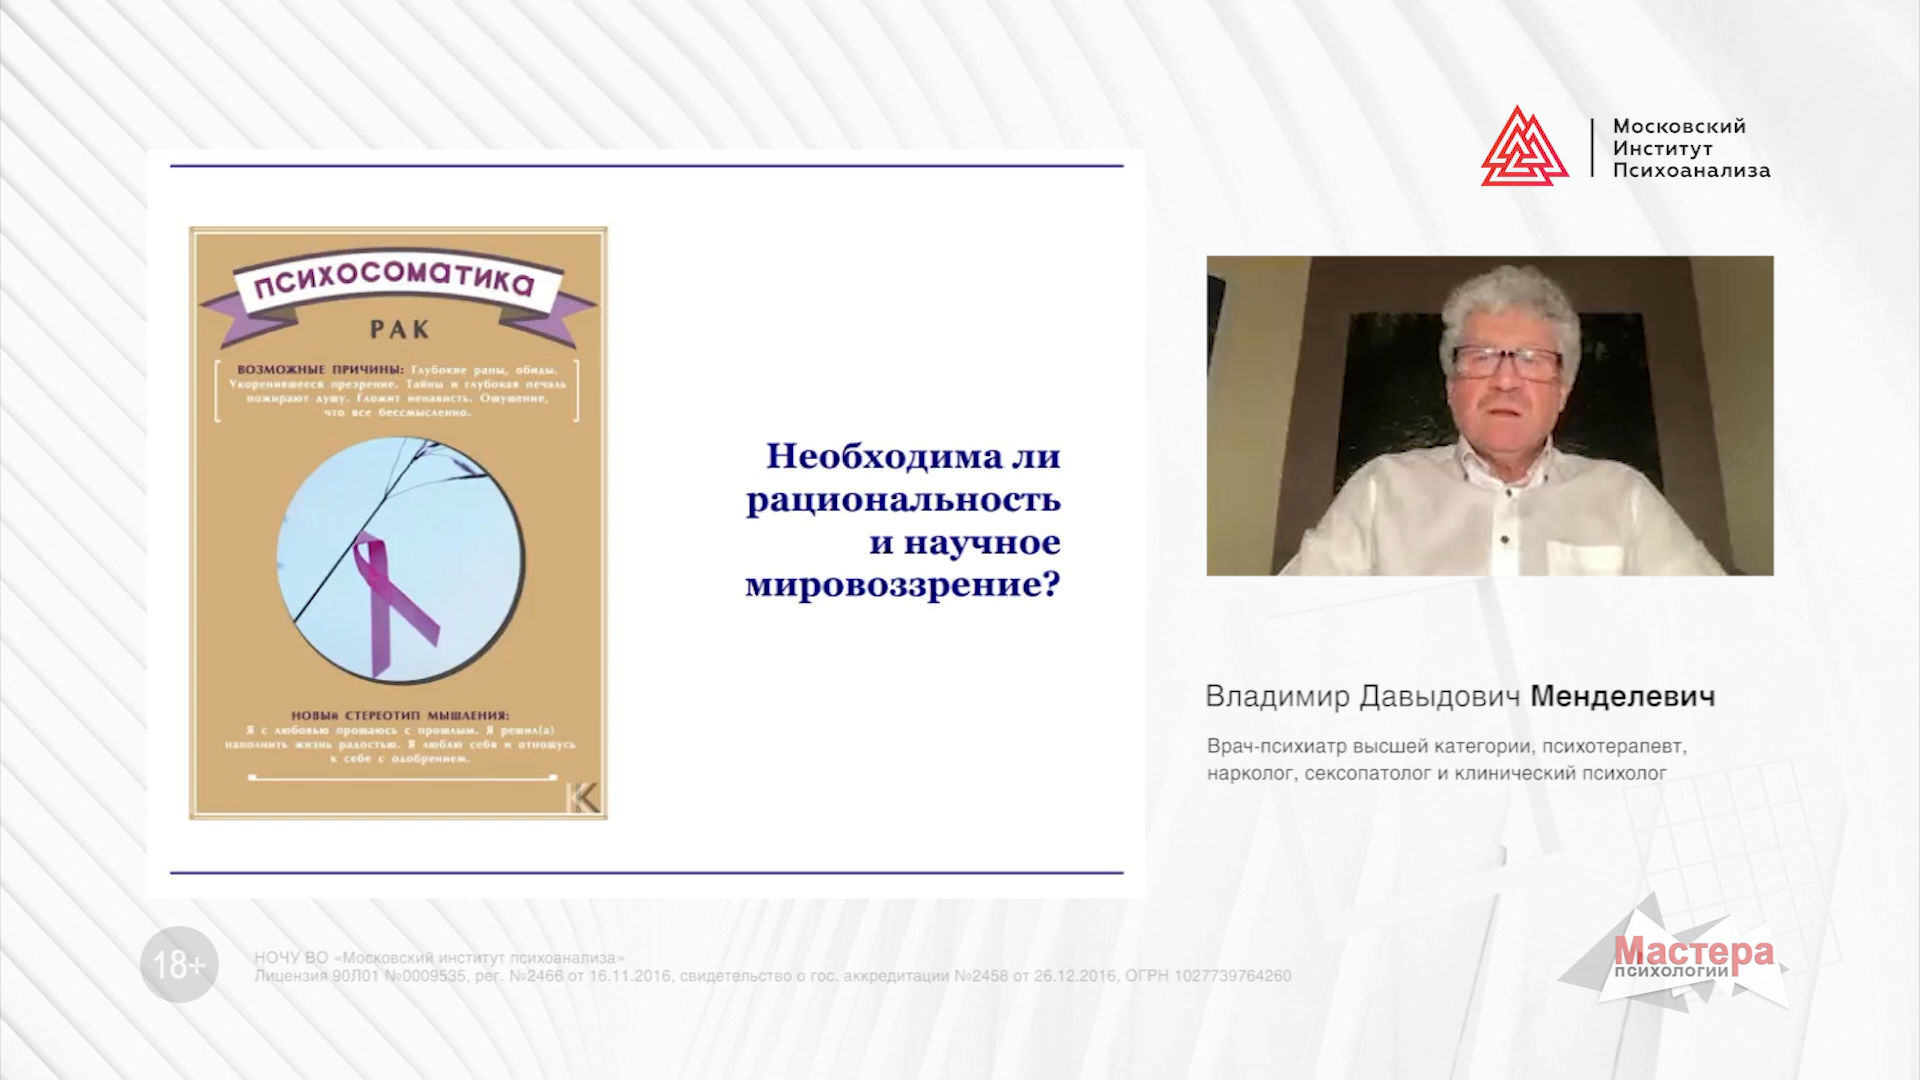 Московский
Институт
Психоанализа
ПСИХОСОМАТИКА
РАК
ВОЗМОЖНЫЕ ПРИЧИНЫ: Глубокие раны, обиды.
Укоренившееся презрение. Тайны и глубокая печаль
пожирают душу. Гложит ненависть. Ощущение,
что все бессмысленно.
НОВЫЙ СТЕРЕОТИП МЫШЛЕНИЯ:
Я с любовью прощаюсь с прошлым. Я решил(а)
наполнить жизнь радостью. Я люблю себя и отношусь
к себе с одобрением.
Необходима ли
рациональность
и научное
мировоззрение?
Владимир Давыдович Менделевич
Врач-психиатр высшей категории, психотерапевт,
нарколог, сексопатолог и клинический психолог
18+
НОЧУ ВО «Московский институт психоанализа»
Лицензия 90Л01 №0009535, рег. №2466 от 16.11.2016, свидетельство о гос. аккредитации №2458 от 26.12.2016, ОГРН 1027739764260
Мастера
психологии